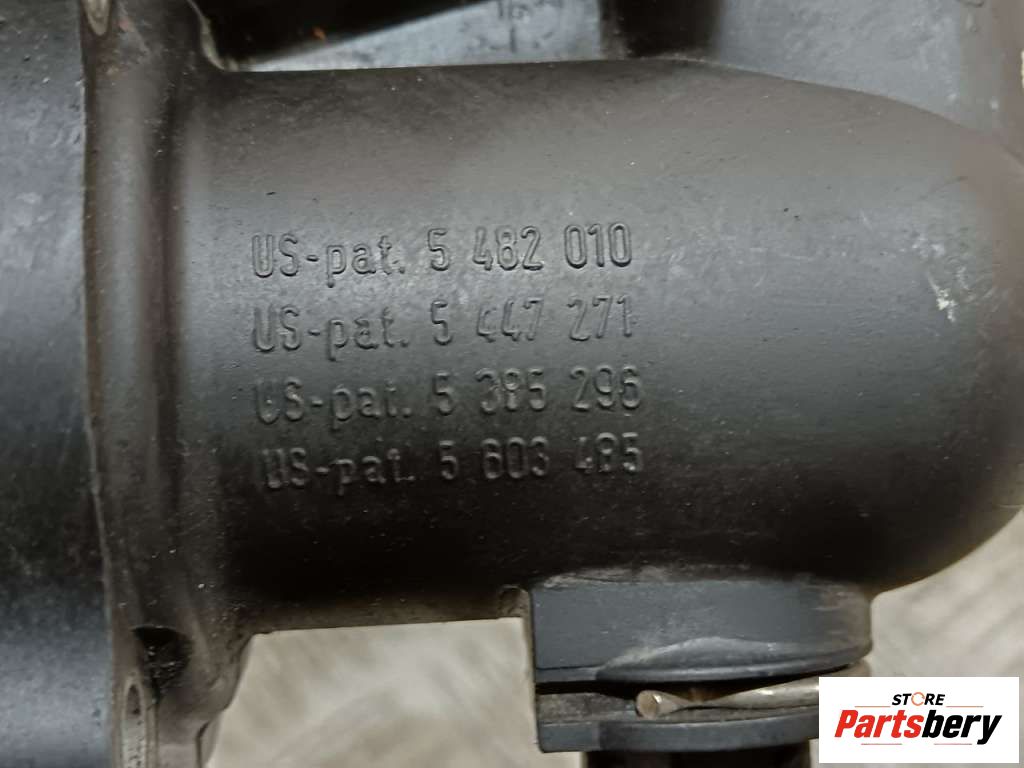 US-pat. 5 482 010
US-pat. 5 447 271
US-pat. 5 385 296
US-pat. 5 603 485
STORE
Partsbery